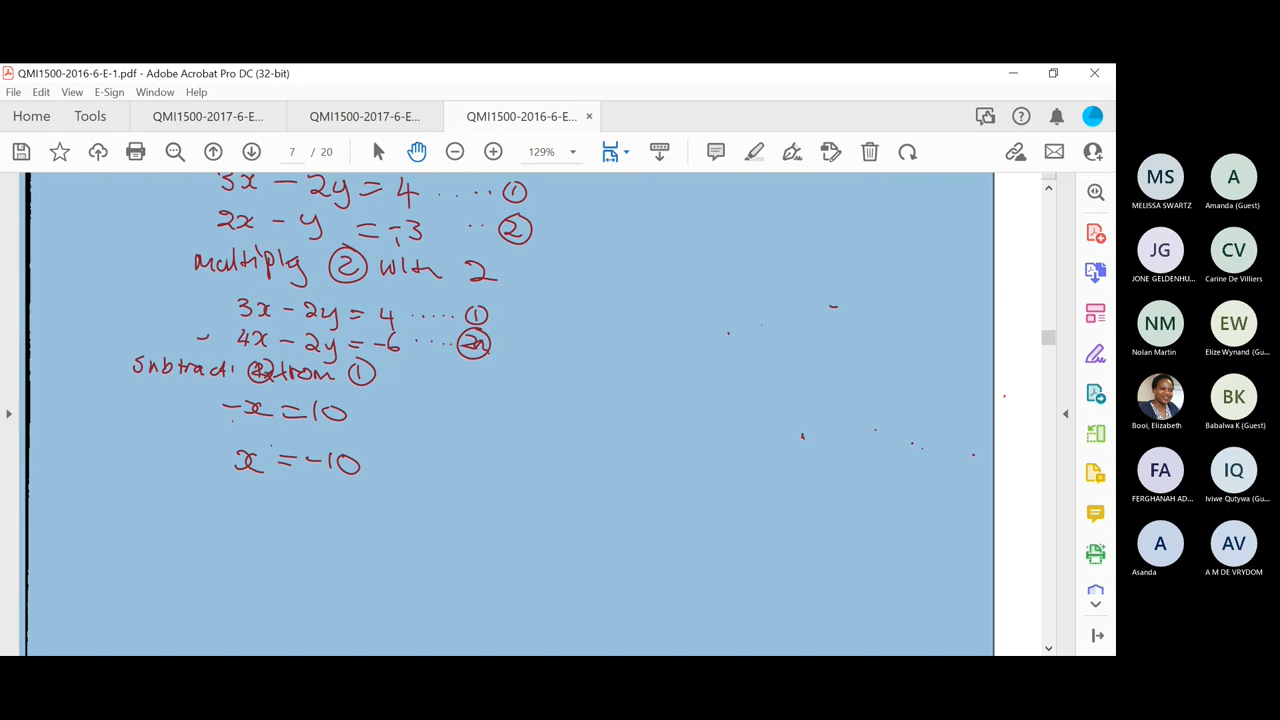 QMI1500-2016-6-E-1.pdf - Adobe Acrobat Pro DC (32-bit)
File Edit View E-Sign Window Help
Home Tools QMI1500-2017-6-E... QMI1500-2017-6-E... QMI1500-2016-6-E... ×
7 / 20 129%
3x - 2y = 4 ..... ①
2x - y = -3 .. ②
multiply ② with 2
3x - 2y = 4 ..... ①
- 4x - 2y = -6 .... 2a
Subtract 2a from ①
-x = 10
x = -10
MS A
MELISSA SWARTZ Amanda (Guest)
JG CV
JONE GELDENHU... Carine De Villiers
NM EW
Nolan Martin Elize Wynand (Gu...
BK
Booi, Elizabeth Babalwa K (Guest)
FA IQ
FERGHANAH AD... Iviwe Qutywa (Gu...
A AV
Asanda A M DE VRYDOM